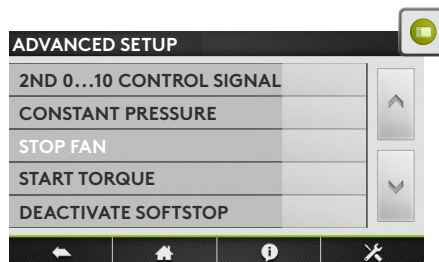 ADVANCED SETUP
2ND 0...10 CONTROL SIGNAL
CONSTANT PRESSURE
STOP FAN
START TORQUE
DEACTIVATE SOFTSTOP